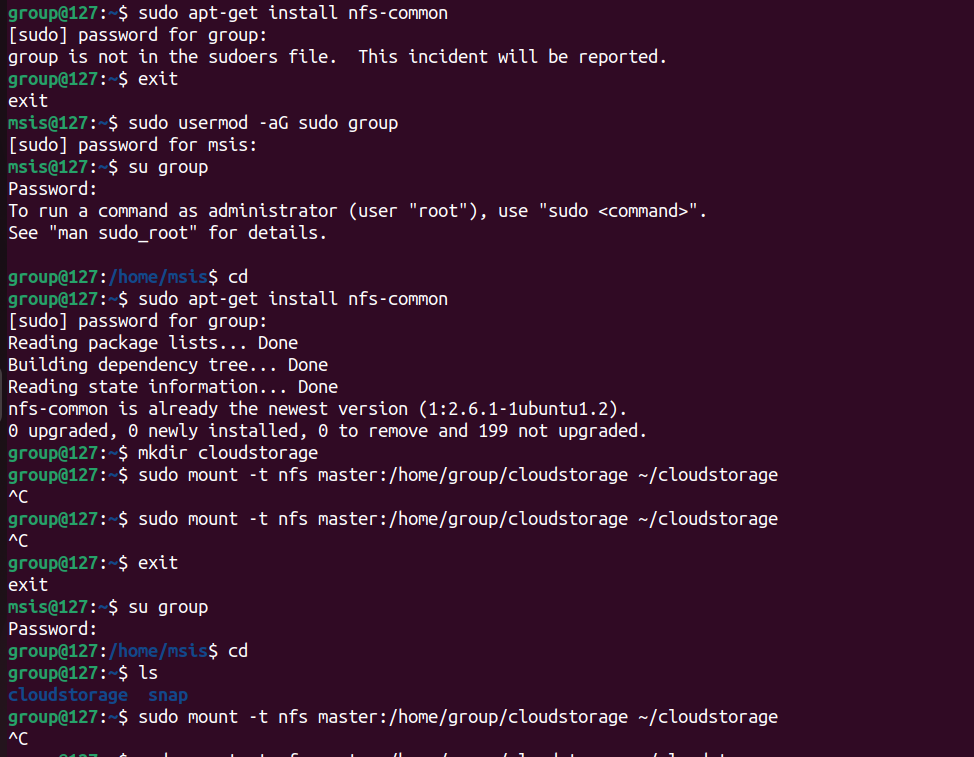 group@127:~$ sudo apt-get install nfs-common
[sudo] password for group:
group is not in the sudoers file.  This incident will be reported.
group@127:~$ exit
exit
msis@127:~$ sudo usermod -aG sudo group
[sudo] password for msis:
msis@127:~$ su group
Password:
To run a command as administrator (user "root"), use "sudo <command>".
See "man sudo_root" for details.

group@127:/home/msis$ cd
group@127:~$ sudo apt-get install nfs-common
[sudo] password for group:
Reading package lists... Done
Building dependency tree... Done
Reading state information... Done
nfs-common is already the newest version (1:2.6.1-1ubuntu1.2).
0 upgraded, 0 newly installed, 0 to remove and 199 not upgraded.
group@127:~$ mkdir cloudstorage
group@127:~$ sudo mount -t nfs master:/home/group/cloudstorage ~/cloudstorage
^C
group@127:~$ sudo mount -t nfs master:/home/group/cloudstorage ~/cloudstorage
^C
group@127:~$ exit
exit
msis@127:~$ su group
Password:
group@127:/home/msis$ cd
group@127:~$ ls
cloudstorage  snap
group@127:~$ sudo mount -t nfs master:/home/group/cloudstorage ~/cloudstorage
^C